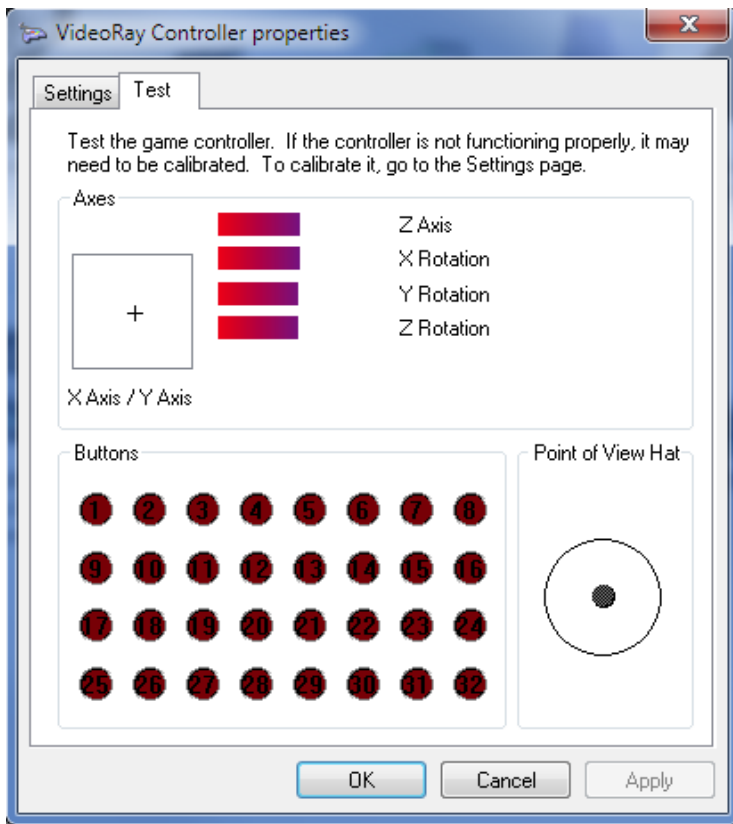 VideoRay Controller properties
Settings Test
Test the game controller. If the controller is not functioning properly, it may
need to be calibrated. To calibrate it, go to the Settings page.
Axes
Z Axis
X Rotation
Y Rotation
Z Rotation
X Axis / Y Axis
Buttons
1 2 3 4 5 6 7 8
9 10 11 12 13 14 15 16
17 18 19 20 21 22 23 24
25 26 27 28 29 30 31 32
Point of View Hat
OK Cancel Apply